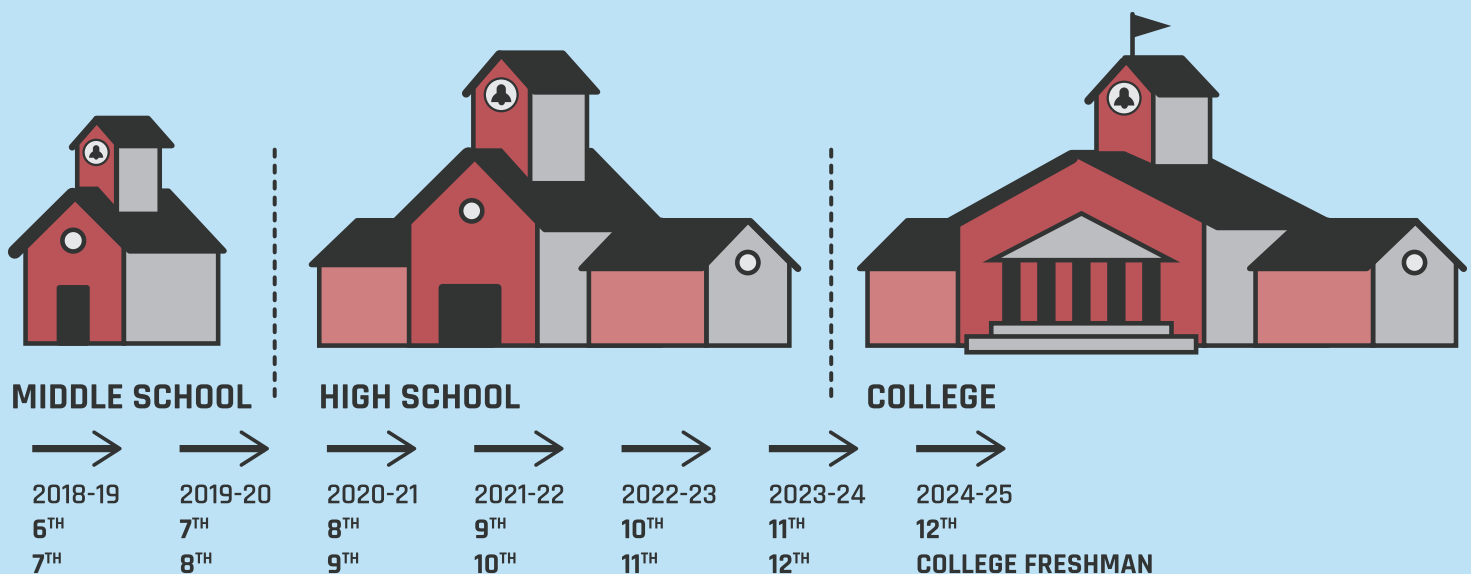 MIDDLE SCHOOL HIGH SCHOOL COLLEGE
2018-19 2019-20 2020-21 2021-22 2022-23 2023-24 2024-25
6TH 7TH 8TH 9TH 10TH 11TH 12TH
7TH 8TH 9TH 10TH 11TH 12TH COLLEGE FRESHMAN